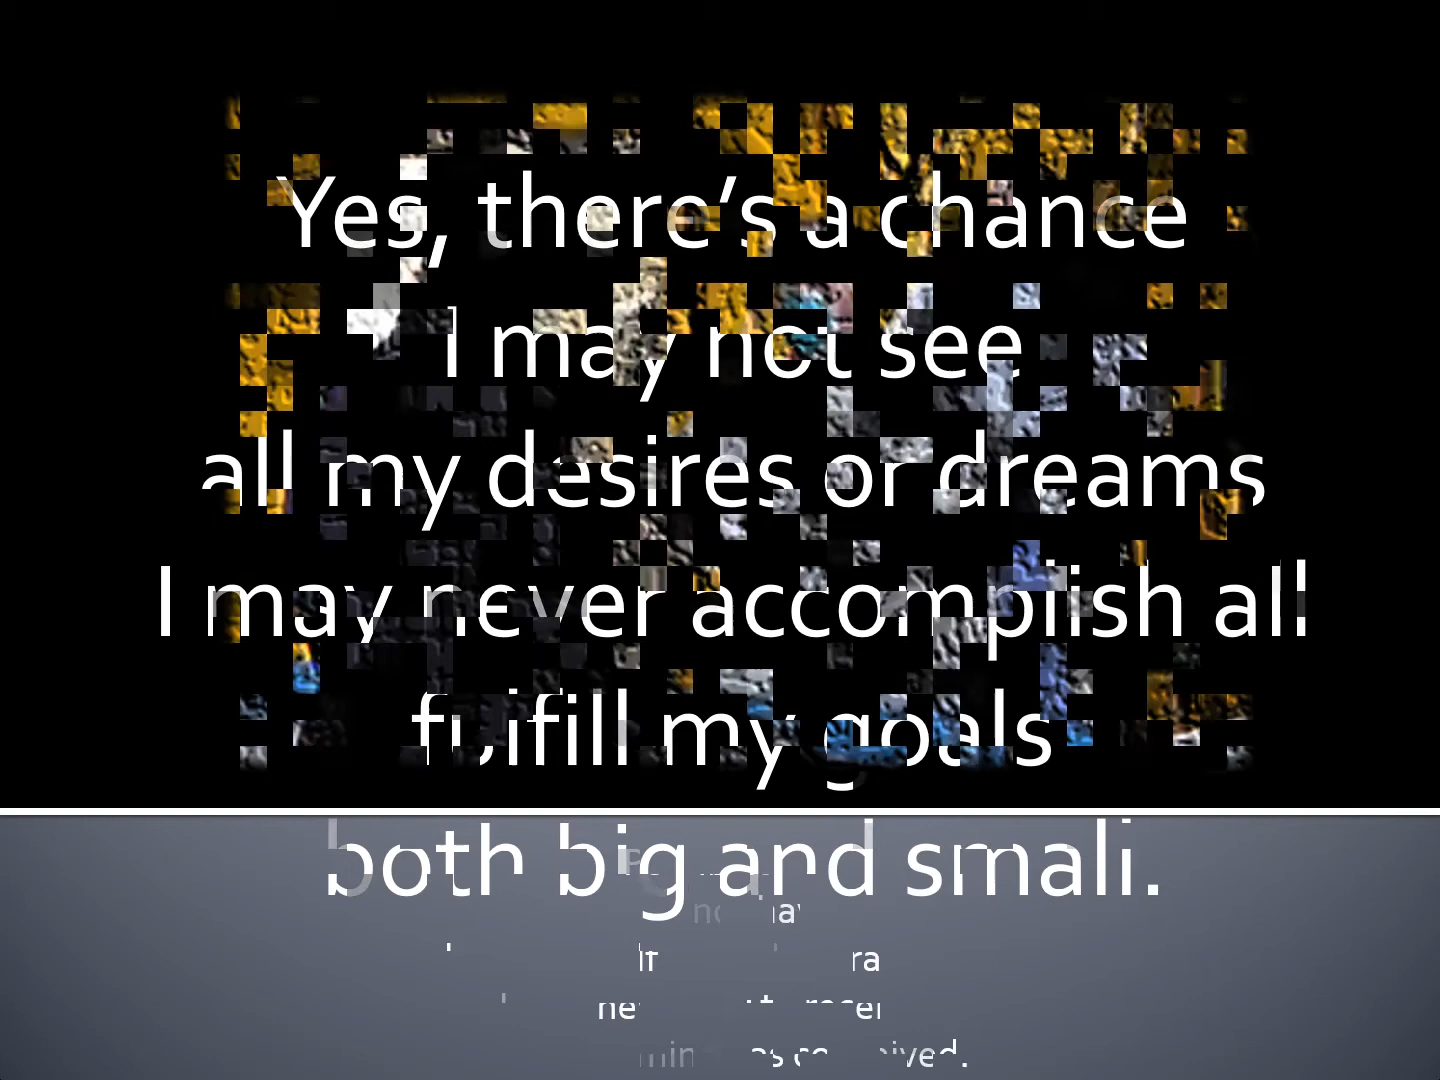 Yes, there’s a chance
I may not see
all my desires or dreams
I may never accomplish all
fulfill my goals
both big and small.